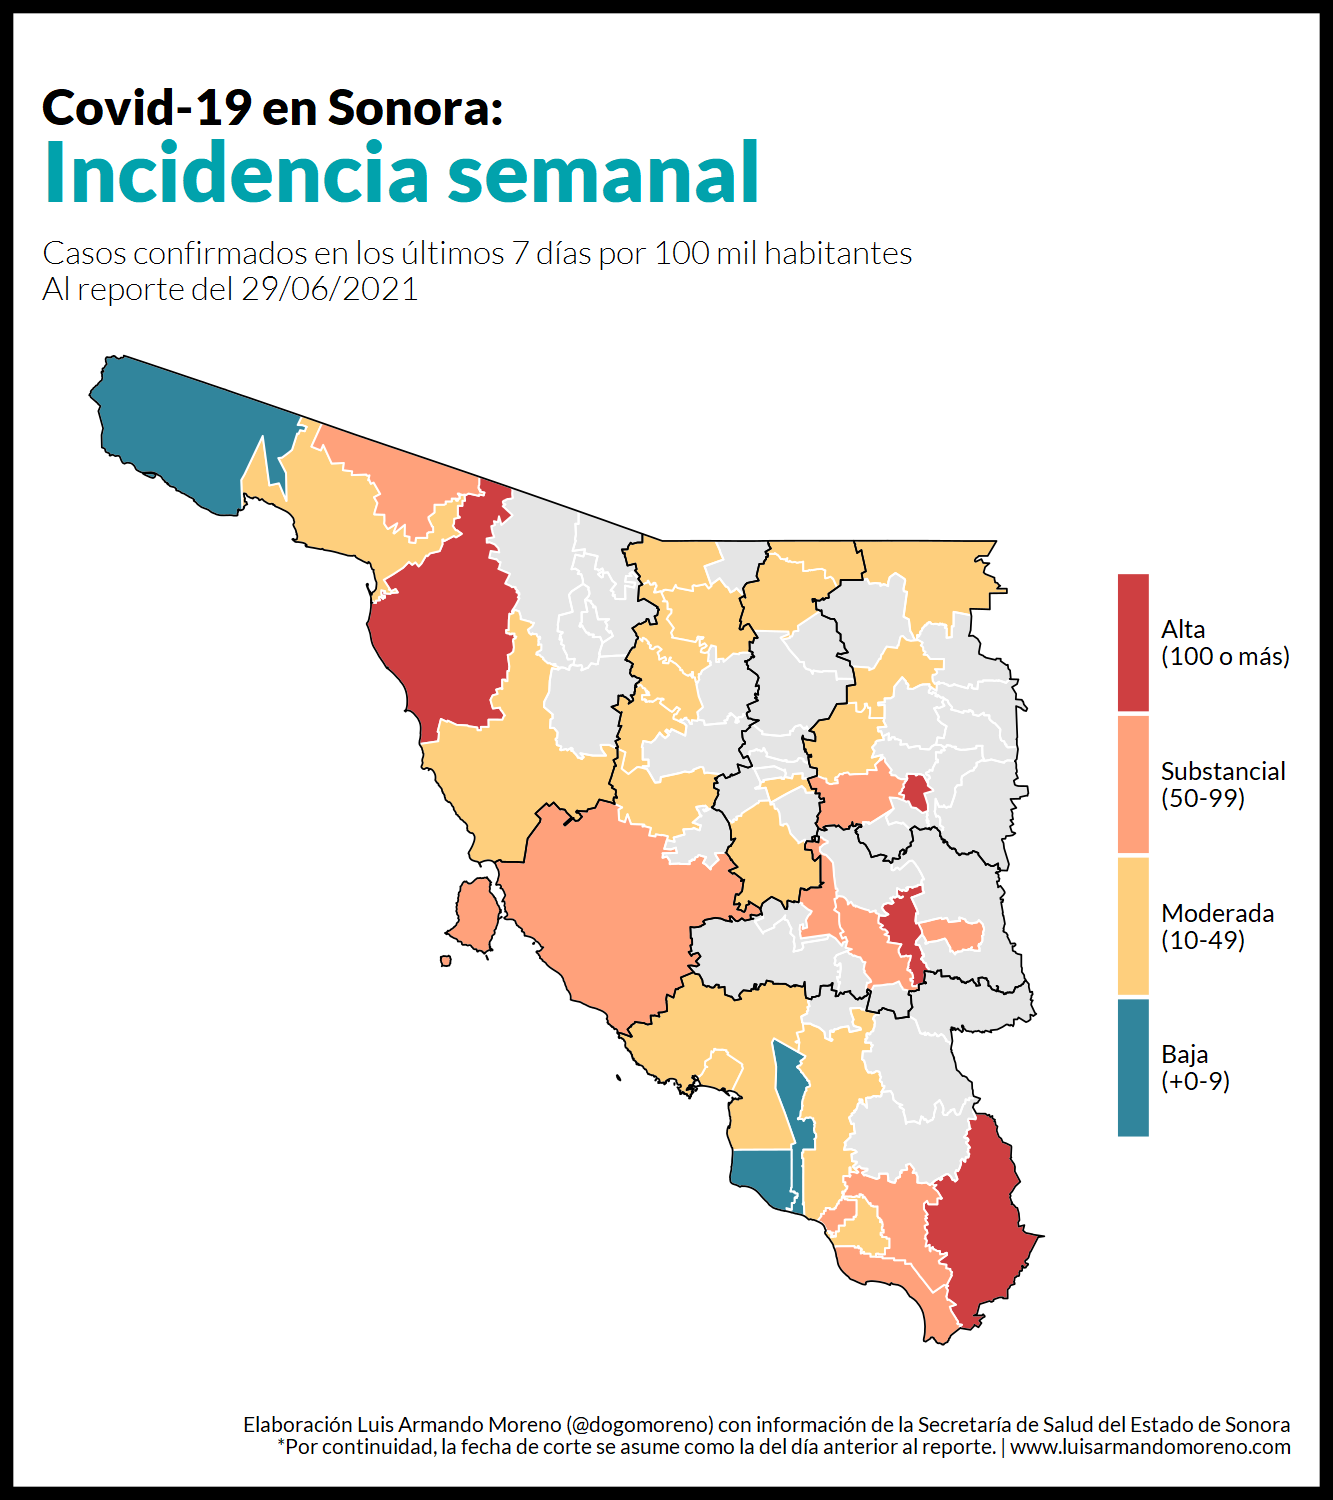 Covid-19 en Sonora:
Incidencia semanal
Casos confirmados en los últimos 7 días por 100 mil habitantes
Al reporte del 29/06/2021
Alta
(100 o más)
Substancial
(50-99)
Moderada
(10-49)
Baja
(+0-9)
Elaboración Luis Armando Moreno (@dogomoreno) con información de la Secretaría de Salud del Estado de Sonora
*Por continuidad, la fecha de corte se asume como la del día anterior al reporte. | www.luisarmandomoreno.com